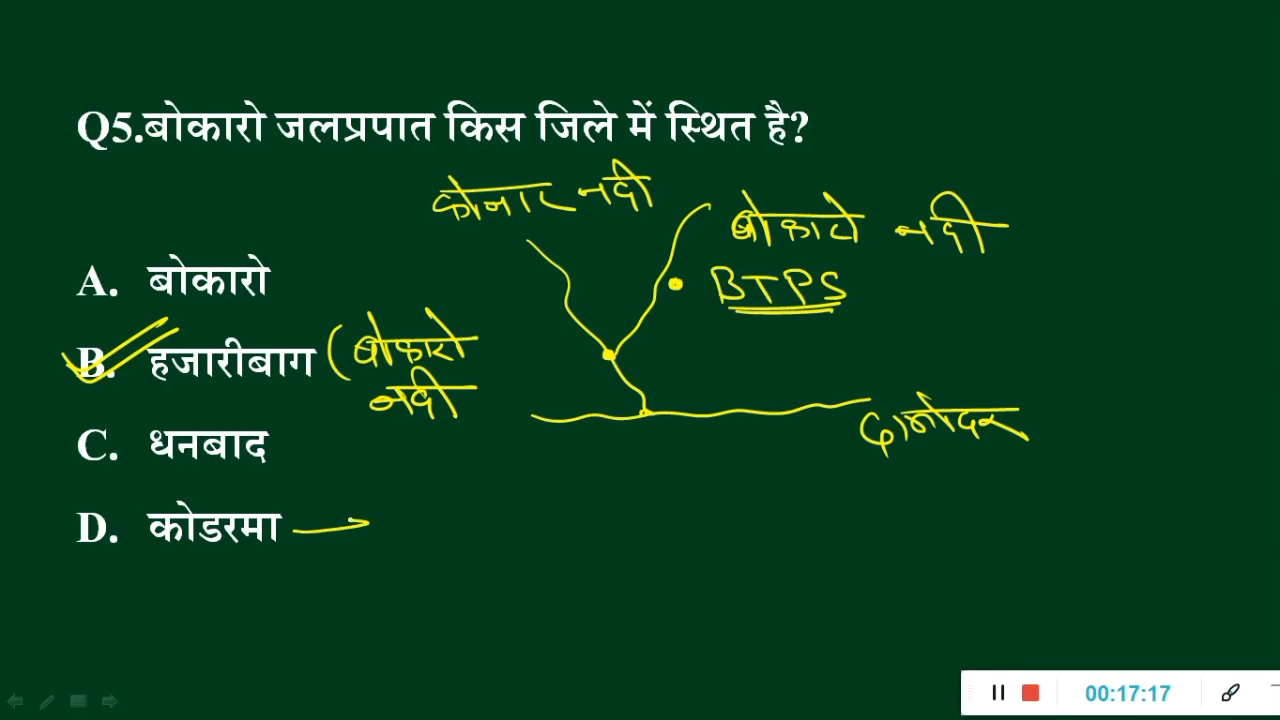 Q5.बोकारो जलप्रपात किस जिले में स्थित है?
कोनार नदी
बोकारो नदी
A. बोकारो
BTPS
B. हजारीबाग (बोकारो
नदी
दामोदर
C. धनबाद
D. कोडरमा
00:17:17